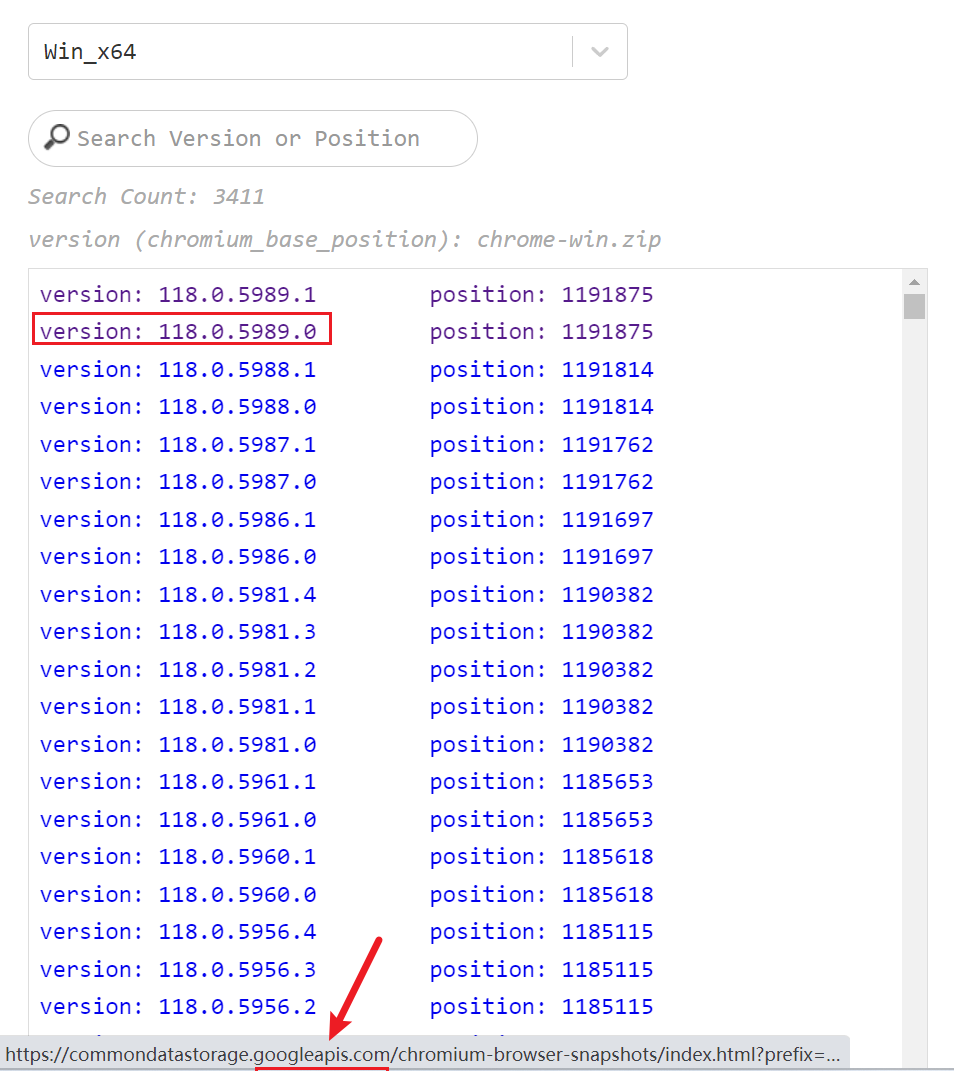 Win_x64
Search Version or Position
Search Count: 3411
version (chromium_base_position): chrome-win.zip
version: 118.0.5989.1 position: 1191875
version: 118.0.5989.0 position: 1191875
version: 118.0.5988.1 position: 1191814
version: 118.0.5988.0 position: 1191814
version: 118.0.5987.1 position: 1191762
version: 118.0.5987.0 position: 1191762
version: 118.0.5986.1 position: 1191697
version: 118.0.5986.0 position: 1191697
version: 118.0.5981.4 position: 1190382
version: 118.0.5981.3 position: 1190382
version: 118.0.5981.2 position: 1190382
version: 118.0.5981.1 position: 1190382
version: 118.0.5981.0 position: 1190382
version: 118.0.5961.1 position: 1185653
version: 118.0.5961.0 position: 1185653
version: 118.0.5960.1 position: 1185618
version: 118.0.5960.0 position: 1185618
version: 118.0.5956.4 position: 1185115
version: 118.0.5956.3 position: 1185115
version: 118.0.5956.2 position: 1185115
https://commondatastorage.googleapis.com/chromium-browser-snapshots/index.html?prefix=...